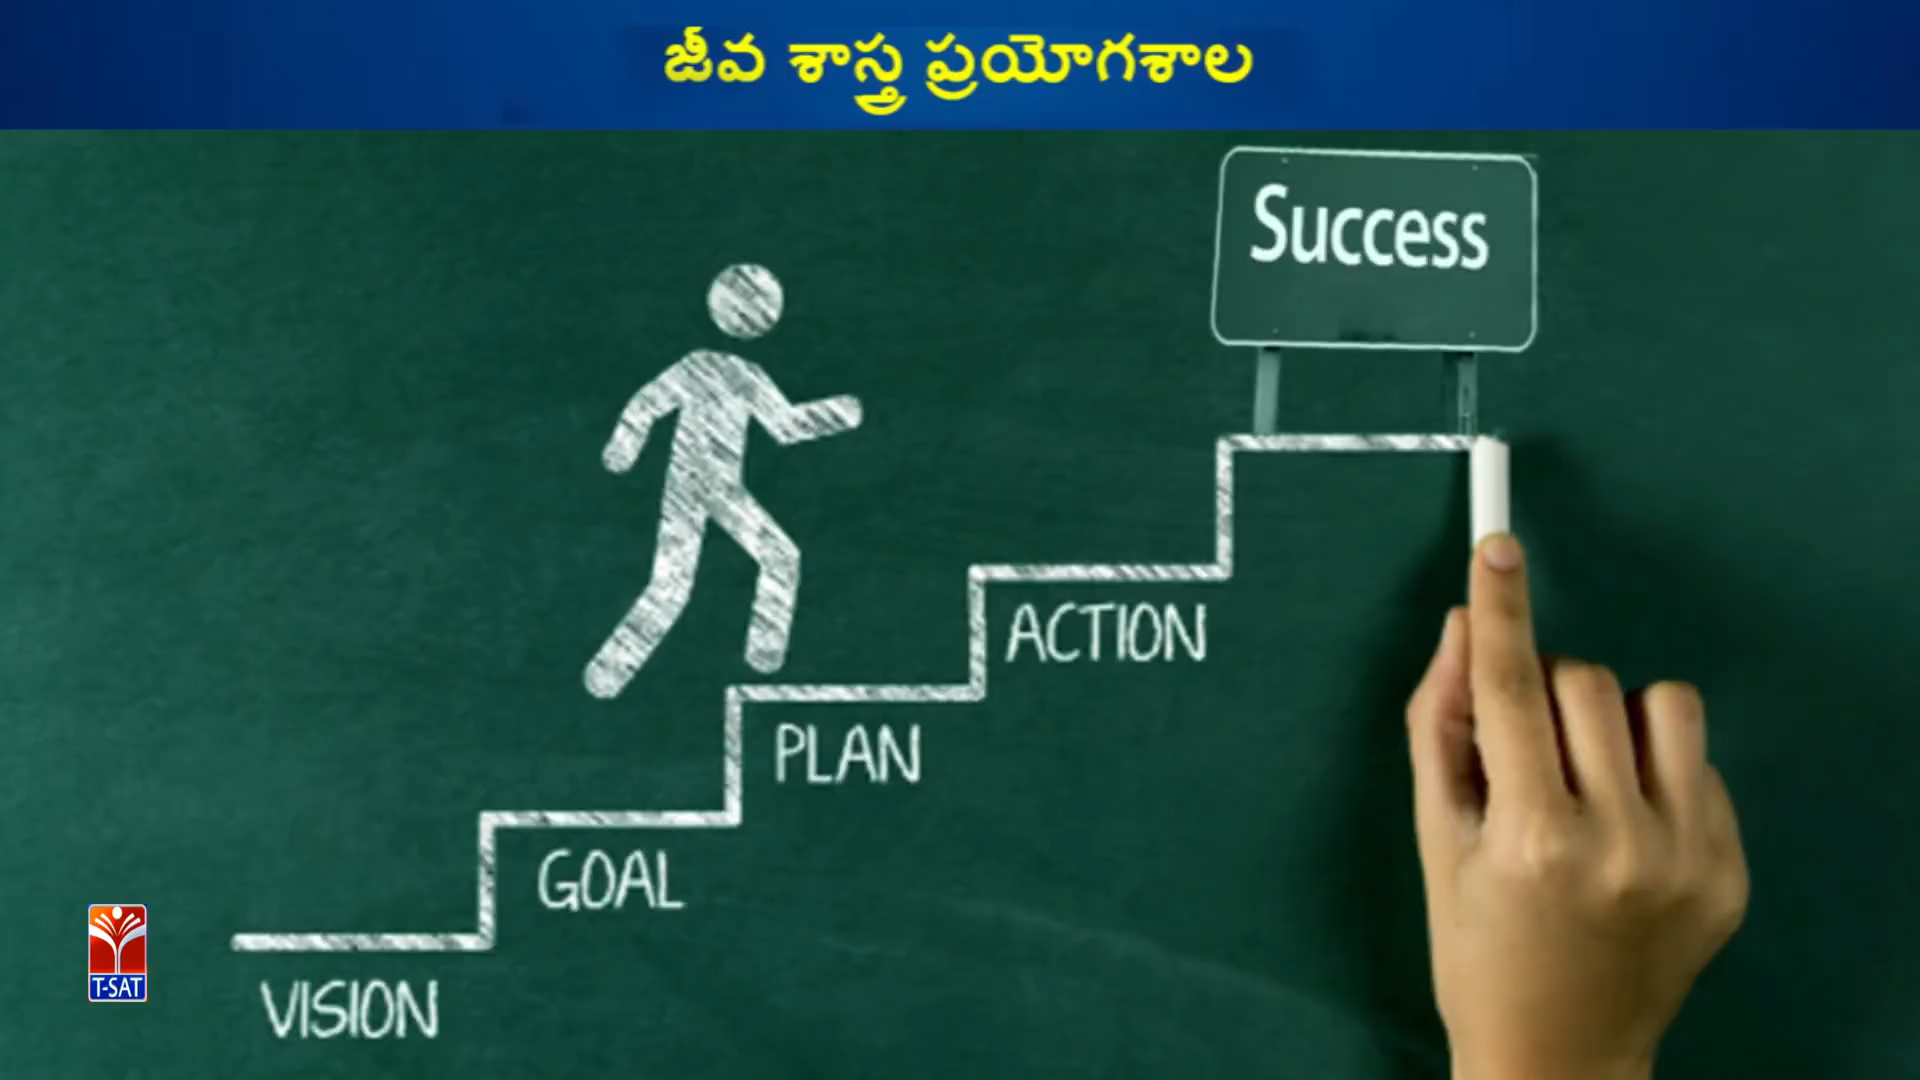 జీవ శాస్త్ర ప్రయోగశాల
Success
ACTION
PLAN
GOAL
VISION
T-SAT